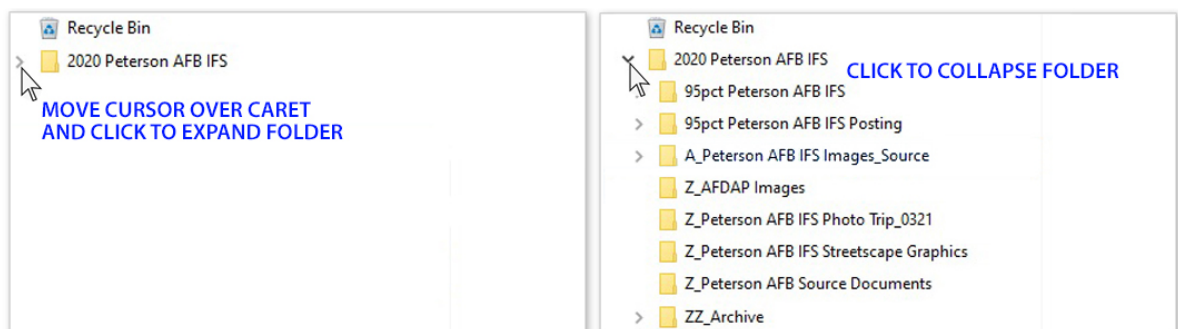 Recycle Bin
2020 Peterson AFB IFS
MOVE CURSOR OVER CARET
AND CLICK TO EXPAND FOLDER
Recycle Bin
2020 Peterson AFB IFS
CLICK TO COLLAPSE FOLDER
95pct Peterson AFB IFS
95pct Peterson AFB IFS Posting
A_Peterson AFB IFS Images_Source
Z_AFDAP Images
Z_Peterson AFB IFS Photo Trip_0321
Z_Peterson AFB IFS Streetscape Graphics
Z_Peterson AFB Source Documents
ZZ_Archive